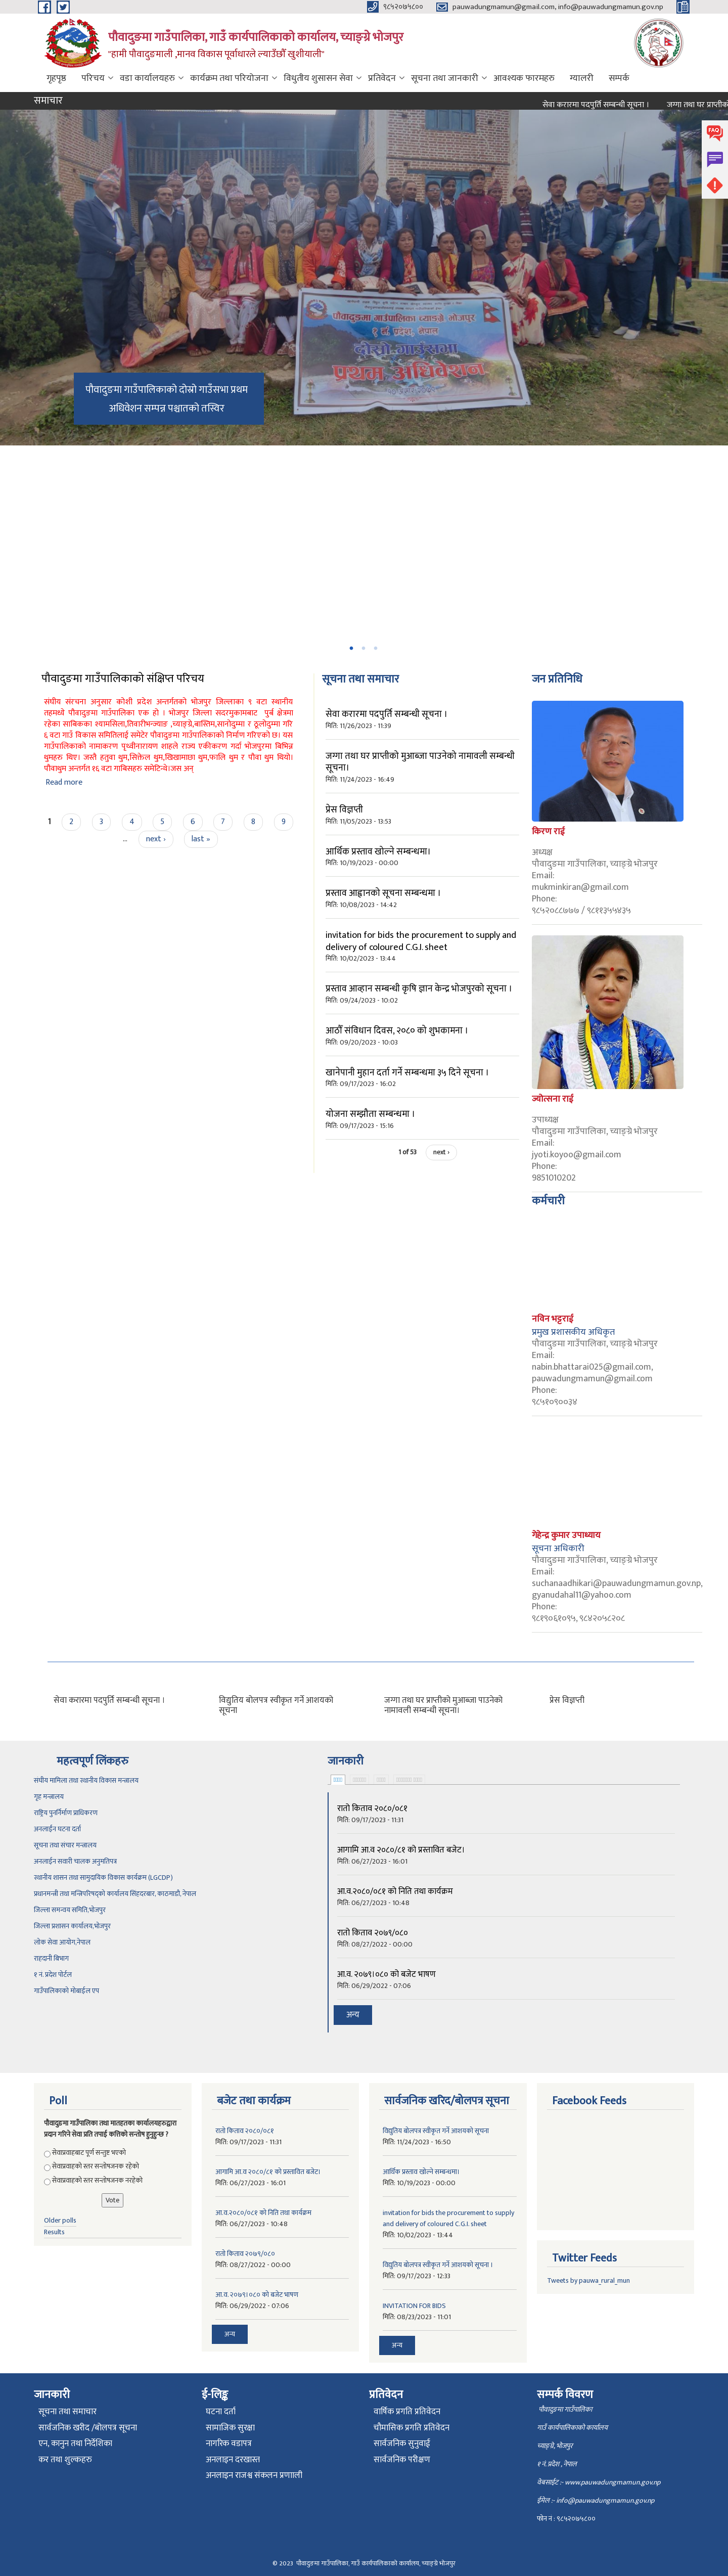 ९८५२०७५८००
pauwadungmamun@gmail.com, info@pauwadungmamun.gov.np
पौवादुङमा गाउँपालिका, गाउँ कार्यपालिकाको कार्यालय, च्याङ्ग्रे भोजपुर
"हामी पौवादुङमाली ,मानव विकास पूर्वाधारले ल्याउँछौं खुशीयाली"
गृहपृष्ठ परिचय वडा कार्यालयहरु कार्यक्रम तथा परियोजना विधुतीय शुसासन सेवा प्रतिवेदन सूचना तथा जानकारी आवश्यक फारमहरु ग्यालरी सम्पर्क
समाचार
सेवा करारमा पदपुर्ति सम्बन्धी सूचना । जग्गा तथा घर प्राप्तीको
FAQ
दोस्रो गाउँसभा
प्रथम अधिवेशन
पौवादुङमा गाउँपालिकाको दोस्रो गाउँसभा प्रथम
अधिवेशन सम्पन्न पश्चातको तस्विर
पौवादुङमा गाउँपालिकाको संक्षिप्त परिचय
संघीय संरचना अनुसार कोशी प्रदेश अन्तर्गतको भोजपुर जिल्लाका ९ वटा स्थानीय
तहमध्ये पौवादुङमा गाउँपालिका एक हो । भोजपुर जिल्ला सदरमुकामबाट पुर्ब क्षेत्रमा
रहेका साबिकका श्यामसिला,तिवारीभन्ज्याङ ,च्याङ्ग्रे,बास्तिम,सानोदुम्मा र ठूलोदुम्मा गरि
६ वटा गाउँ विकास समितिलाई समेटेर पौवादुङमा गाउँपालिकाको निर्माण गरिएको छ। यस
गाउँपालिकाको नामाकरण पृथ्वीनारायण शाहले राज्य एकीकरण गर्दा भोजपुरमा बिभिन्न
थुमहरु थिए। जस्तै हतुवा थुम,सिक्तेल थुम,खिखामाछा थुम,फालि थुम र पौवा थुम थियो।
पौवाथुम अन्तर्गत १६ वटा गाबिसहरु समेटिन्थे।जस अन्
Read more
1 2 3 4 5 6 7 8 9
… next › last »
सूचना तथा समाचार
सेवा करारमा पदपुर्ति सम्बन्धी सूचना ।
मिति: 11/26/2023 - 11:39
जग्गा तथा घर प्राप्तीको मुआब्जा पाउनेको नामावली सम्बन्धी
सूचना।
मिति: 11/24/2023 - 16:49
प्रेस विज्ञप्ती
मिति: 11/05/2023 - 13:53
आर्थिक प्रस्ताव खोल्ने सम्बन्धमा।
मिति: 10/19/2023 - 00:00
प्रस्ताव आह्वानको सूचना सम्बन्धमा ।
मिति: 10/08/2023 - 14:42
invitation for bids the procurement to supply and
delivery of coloured C.G.I. sheet
मिति: 10/02/2023 - 13:44
प्रस्ताव आव्हान सम्बन्धी कृषि ज्ञान केन्द्र भोजपुरको सूचना ।
मिति: 09/24/2023 - 10:02
आठौँ संविधान दिवस, २०८० को शुभकामना ।
मिति: 09/20/2023 - 10:03
खानेपानी मुहान दर्ता गर्ने सम्बन्धमा ३५ दिने सूचना ।
मिति: 09/17/2023 - 16:02
योजना सम्झौता सम्बन्धमा ।
मिति: 09/17/2023 - 15:16
1 of 53 next ›
जन प्रतिनिधि
किरण राई
अध्यक्ष
पौवादुङमा गाउँपालिका, च्याङ्ग्रे भोजपुर
Email:
mukminkiran@gmail.com
Phone:
९८५२०८८७७७ / ९८११३५५४३५
ज्योत्सना राई
उपाध्यक्ष
पौवादुङमा गाउँपालिका, च्याङ्ग्रे भोजपुर
Email:
jyoti.koyoo@gmail.com
Phone:
9851010202
कर्मचारी
नविन भट्टराई
प्रमुख प्रशासकीय अधिकृत
पौवादुङमा गाउँपालिका, च्याङ्ग्रे भोजपुर
Email:
nabin.bhattarai025@gmail.com,
pauwadungmamun@gmail.com
Phone:
९८५१०९००३४
गेहेन्द्र कुमार उपाध्याय
सूचना अधिकारी
पौवादुङमा गाउँपालिका, च्याङ्ग्रे भोजपुर
Email:
suchanaadhikari@pauwadungmamun.gov.np,
gyanudahal11@yahoo.com
Phone:
९८१९०६१०९५, ९८४२०५८२०८
सेवा करारमा पदपुर्ति सम्बन्धी सूचना । विद्युतिय बोलपत्र स्वीकृत गर्ने आशयको सूचना जग्गा तथा घर प्राप्तीको मुआब्जा पाउनेको नामावली सम्बन्धी सूचना। प्रेस विज्ञप्ती
महत्वपूर्ण लिंकहरु
संघीय मामिला तथा स्थानीय विकास मन्त्रालय
गृह मन्त्रालय
राष्ट्रिय पुनर्निर्माण प्राधिकरण
अनलाईन घटना दर्ता
सूचना तथा संचार मन्त्रालय
अनलाईन सवारी चालक अनुमतिपत्र
स्थानीय शासन तथा सामुदायिक विकास कार्यक्रम (LGCDP)
प्रधानमन्त्री तथा मन्त्रिपरिषद्को कार्यालय सिंहदरबार, काठमाडौं, नेपाल
जिल्ला समन्वय समिति,भोजपुर
जिल्ला प्रशासन कार्यालय,भोजपुर
लोक सेवा आयोग,नेपाल
राहदानी बिभाग
१ नं. प्रदेश पोर्टल
गाउँपालिकाको मोबाईल एप
जानकारी
रातो किताव २०८०/०८१
मिति: 09/17/2023 - 11:31
आगामि आ.व २०८०/८१ को प्रस्तावित बजेट।
मिति: 06/27/2023 - 16:01
आ.व.२०८०/०८१ को निति तथा कार्यक्रम
मिति: 06/27/2023 - 10:48
रातो किताव २०७९/०८०
मिति: 08/27/2022 - 00:00
आ.व. २०७९।०८० को बजेट भाषण
मिति: 06/29/2022 - 07:06
अन्य
Poll
पौवादुङमा गाउँपालिका तथा मातहतका कार्यालयहरुद्वारा
प्रदान गरिने सेवा प्रति तपाई कत्तिको सन्तोष हुनुहुन्छ ?
सेवाप्रवाहबाट पूर्ण सन्तुष्ट भएको
सेवाप्रवाहको स्तर सन्तोषजनक रहेको
सेवाप्रवाहको स्तर सन्तोषजनक नरहेको
Vote
Older polls
Results
बजेट तथा कार्यक्रम
रातो किताव २०८०/०८१
मिति: 09/17/2023 - 11:31
आगामि आ.व २०८०/८१ को प्रस्तावित बजेट।
मिति: 06/27/2023 - 16:01
आ.व.२०८०/०८१ को निति तथा कार्यक्रम
मिति: 06/27/2023 - 10:48
रातो किताव २०७९/०८०
मिति: 08/27/2022 - 00:00
आ.व. २०७९।०८० को बजेट भाषण
मिति: 06/29/2022 - 07:06
अन्य
सार्वजनिक खरिद/बोलपत्र सूचना
विद्युतिय बोलपत्र स्वीकृत गर्ने आशयको सूचना
मिति: 11/24/2023 - 16:50
आर्थिक प्रस्ताव खोल्ने सम्बन्धमा।
मिति: 10/19/2023 - 00:00
invitation for bids the procurement to supply
and delivery of coloured C.G.I. sheet
मिति: 10/02/2023 - 13:44
विद्युतिय बोलपत्र स्वीकृत गर्ने आशयको सूचना ।
मिति: 09/17/2023 - 12:33
INVITATION FOR BIDS
मिति: 08/23/2023 - 11:01
अन्य
Facebook Feeds
Twitter Feeds
Tweets by pauwa_rural_mun
जानकारी
सूचना तथा समाचार
सार्वजनिक खरीद /बोलपत्र सूचना
एन, कानुन तथा निर्देशिका
कर तथा शुल्कहरु
ई-लिङ्क
घटना दर्ता
सामाजिक सुरक्षा
नागरिक वडापत्र
अनलाइन दरखास्त
अनलाइन राजश्व संकलन प्रणााली
प्रतिवेदन
वार्षिक प्रगति प्रतिवेदन
चौमासिक प्रगति प्रतिवेदन
सार्वजनिक सुनुवाई
सार्वजनिक परीक्षण
सम्पर्क विवरण
पौवादुङमा गाउँपालिका
गाउँ कार्यपालिकाको कार्यालय
च्याङ्ग्रे, भोजपुर
१ नं. प्रदेश , नेपाल
वेबसाईट :- www.pauwadungmamun.gov.np
ईमेल :- info@pauwadungmamun.gov.np
फोन नं : ९८५२०७५८००
© 2023 पौवादुङमा गाउँपालिका, गाउँ कार्यपालिकाको कार्यालय, च्याङ्ग्रे भोजपुर